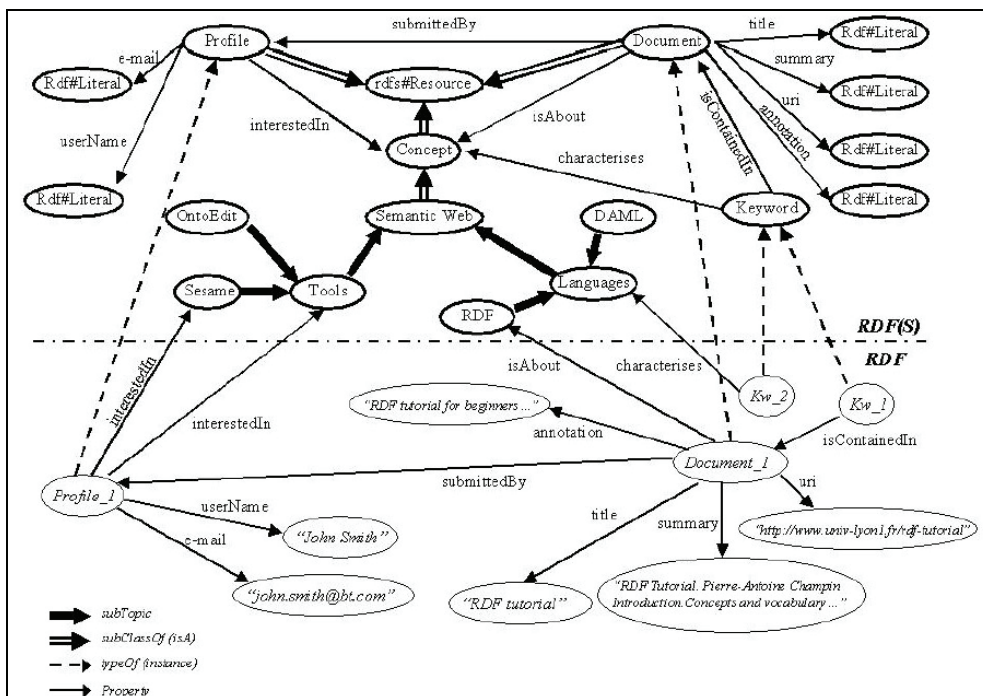 submittedBy
title
Profile
Document
Rdf#Literal
e-mail
summary
Rdf#Literal
rdfs#Resource
Rdf#Literal
uri
isContainedIn
annotation
interestedIn
isAbout
userName
Concept
characterises
Rdf#Literal
Rdf#Literal
Rdf#Literal
OntoEdit
Semantic Web
DAML
Keyword
Sesame
Tools
Languages
RDF
RDF(S)
RDF
isAbout
characterises
interestedIn
Kw_2
Kw_1
"RDF tutorial for beginners ..."
interestedIn
annotation
isContainedIn
Document_1
Profile_1
submittedBy
uri
userName
title
summary
"http://www.univ-lyon1.fr/rdf-tutorial"
"John Smith"
e-mail
"john.smith@bt.com"
"RDF tutorial"
"RDF Tutorial. Pierre-Antoine Champin
Introduction.Concepts and vocabulary ..."
subTopic
subClassOf (isA)
typeOf (instance)
Property